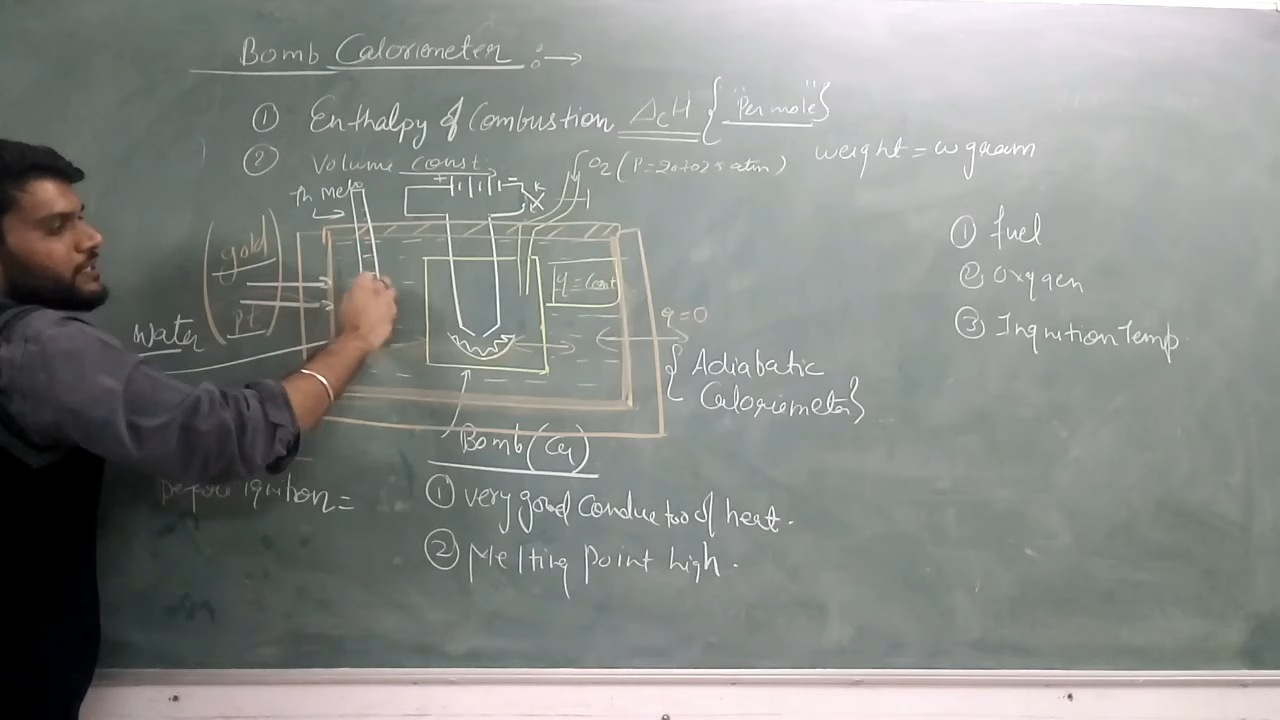 Bomb Calorimeter :→
① Enthalpy of Combustion ΔcH {"Per mole"}
② Volume const.
O2 (P=20 to 25 atm)
weight = w gram
Th Mete
+ -
K
gold
Pt
Water
q = const
q = 0
{Adiabatic
Calorimeter}
Bomb (Cu)
① very good Conductor of heat.
② Melting Point high.
Before ignition =
① fuel
② Oxygen
③ Ingnition Temp.